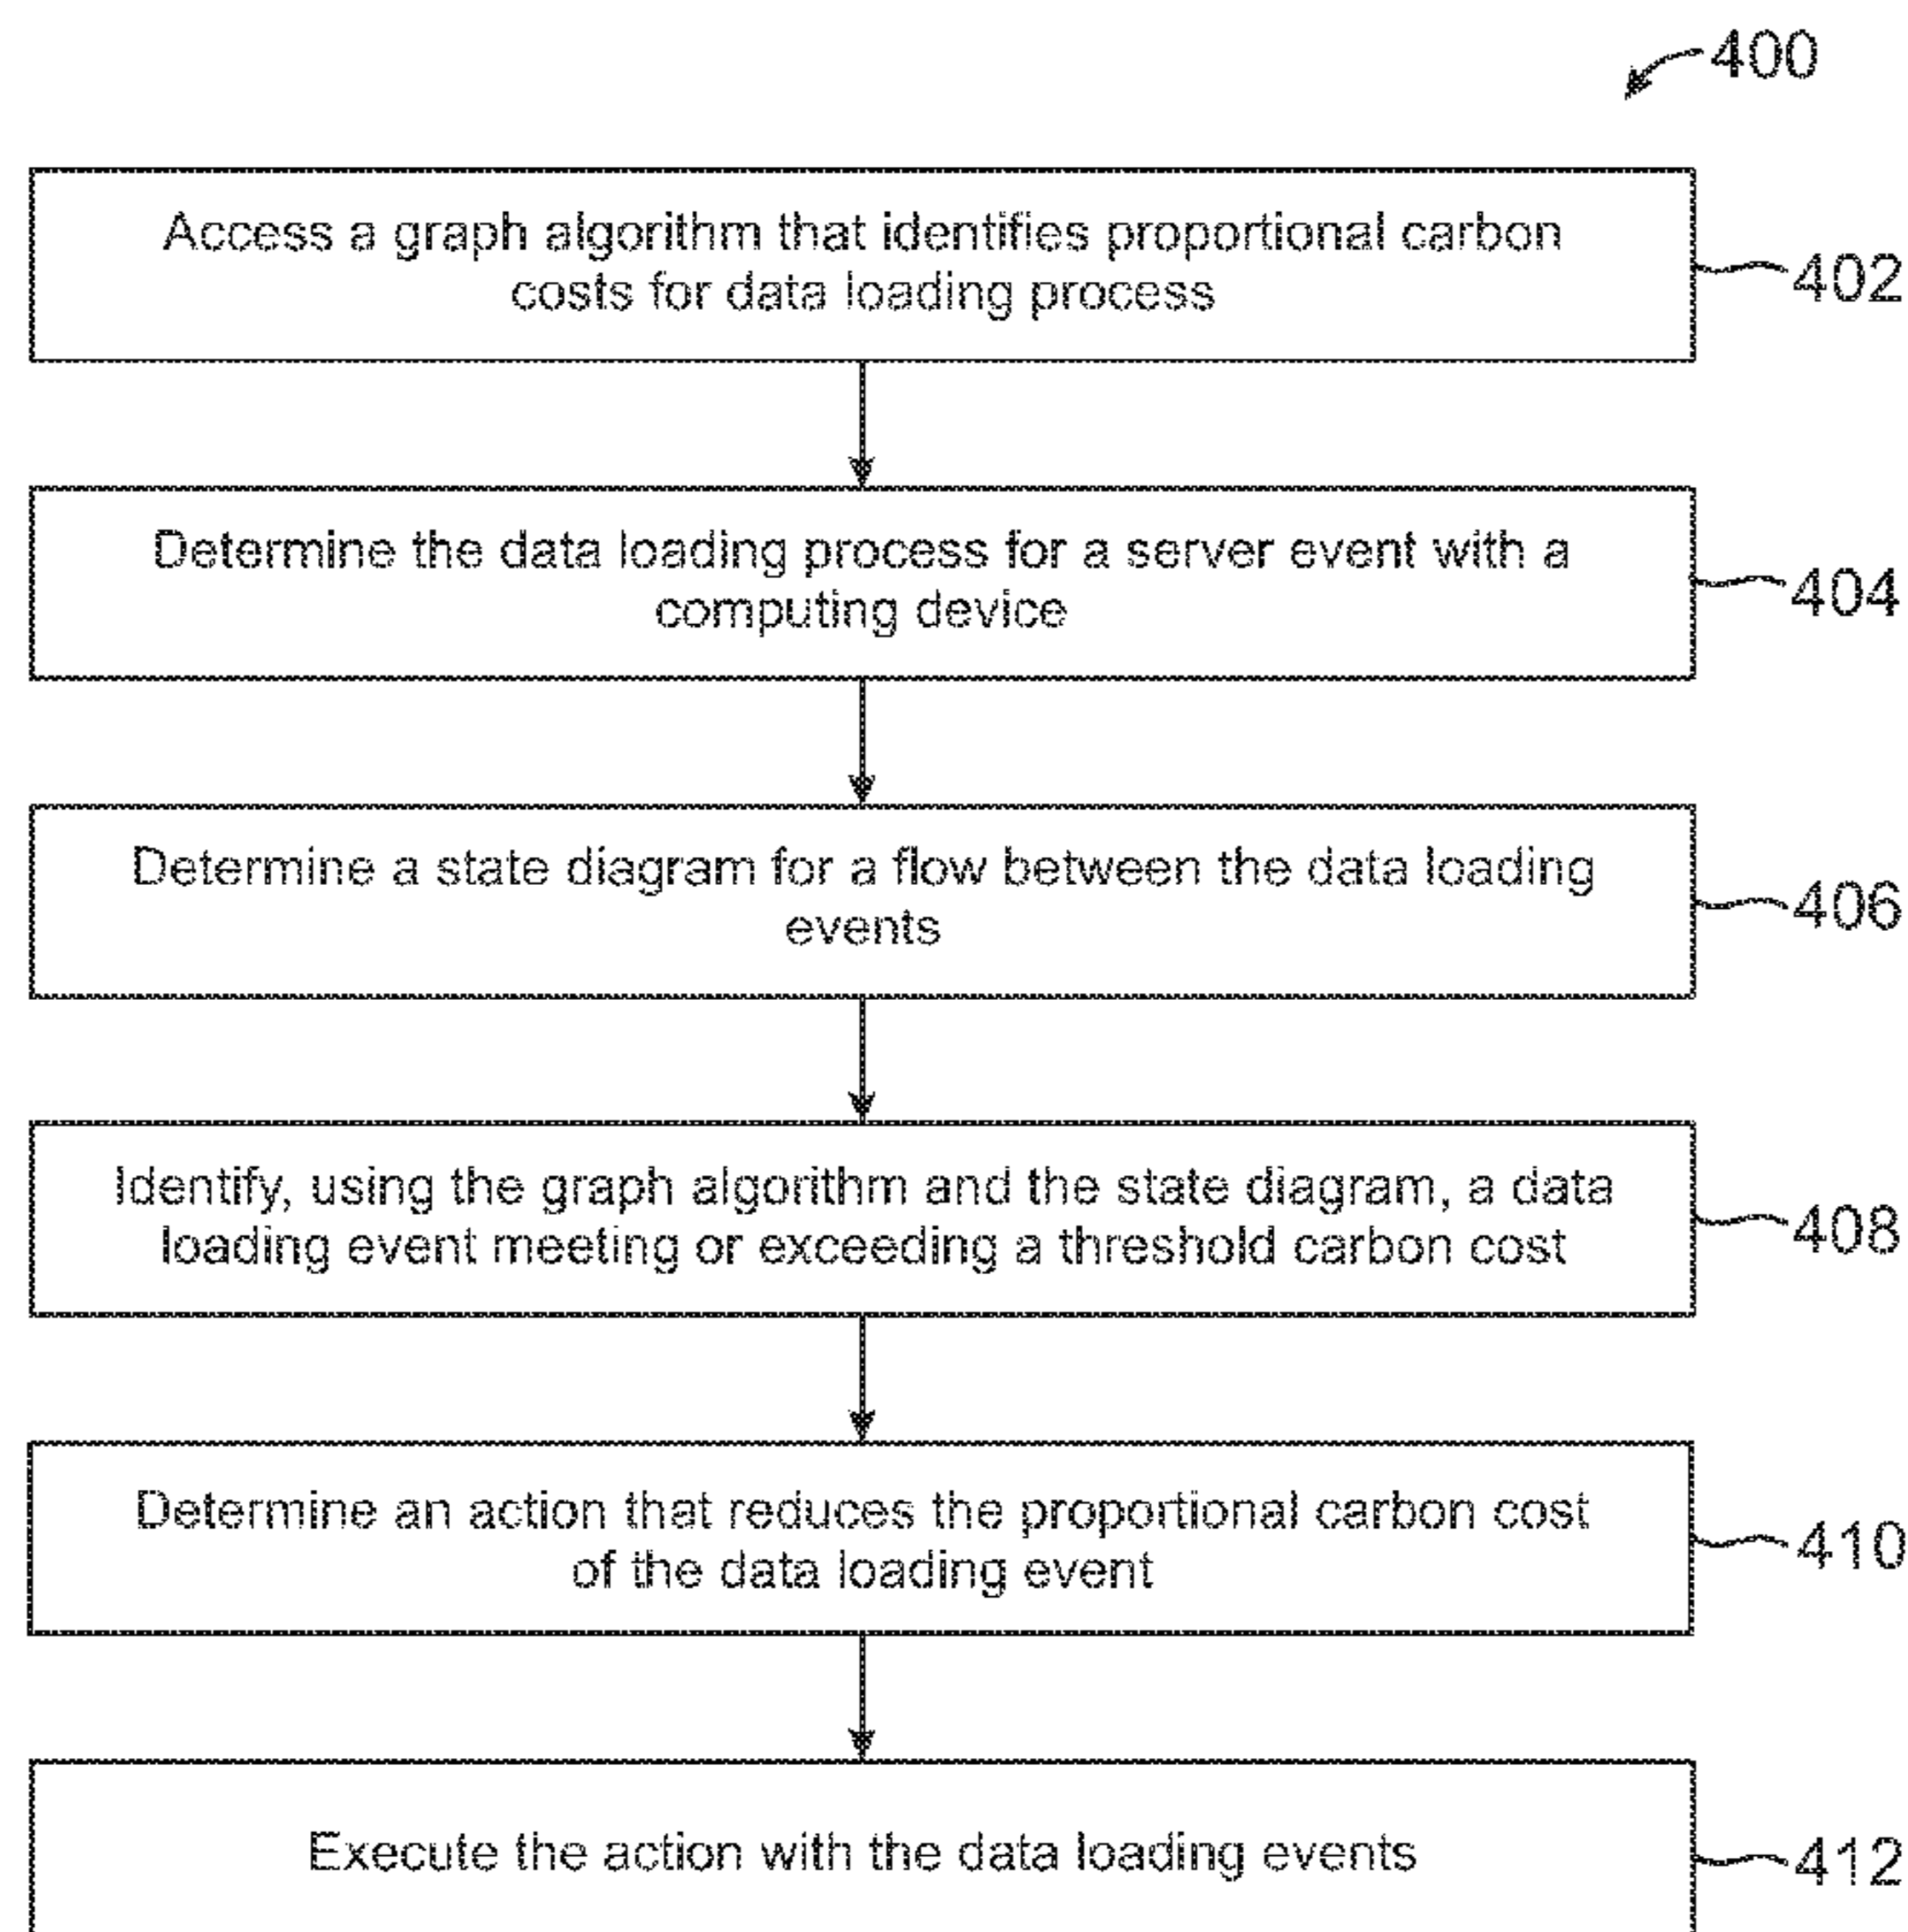 400
Access a graph algorithm that identifies proportional carbon
costs for data loading process
402
Determine the data loading process for a server event with a
computing device
404
Determine a state diagram for a flow between the data loading
events
406
Identify, using the graph algorithm and the state diagram, a data
loading event meeting or exceeding a threshold carbon cost
408
Determine an action that reduces the proportional carbon cost
of the data loading event
410
Execute the action with the data loading events
412